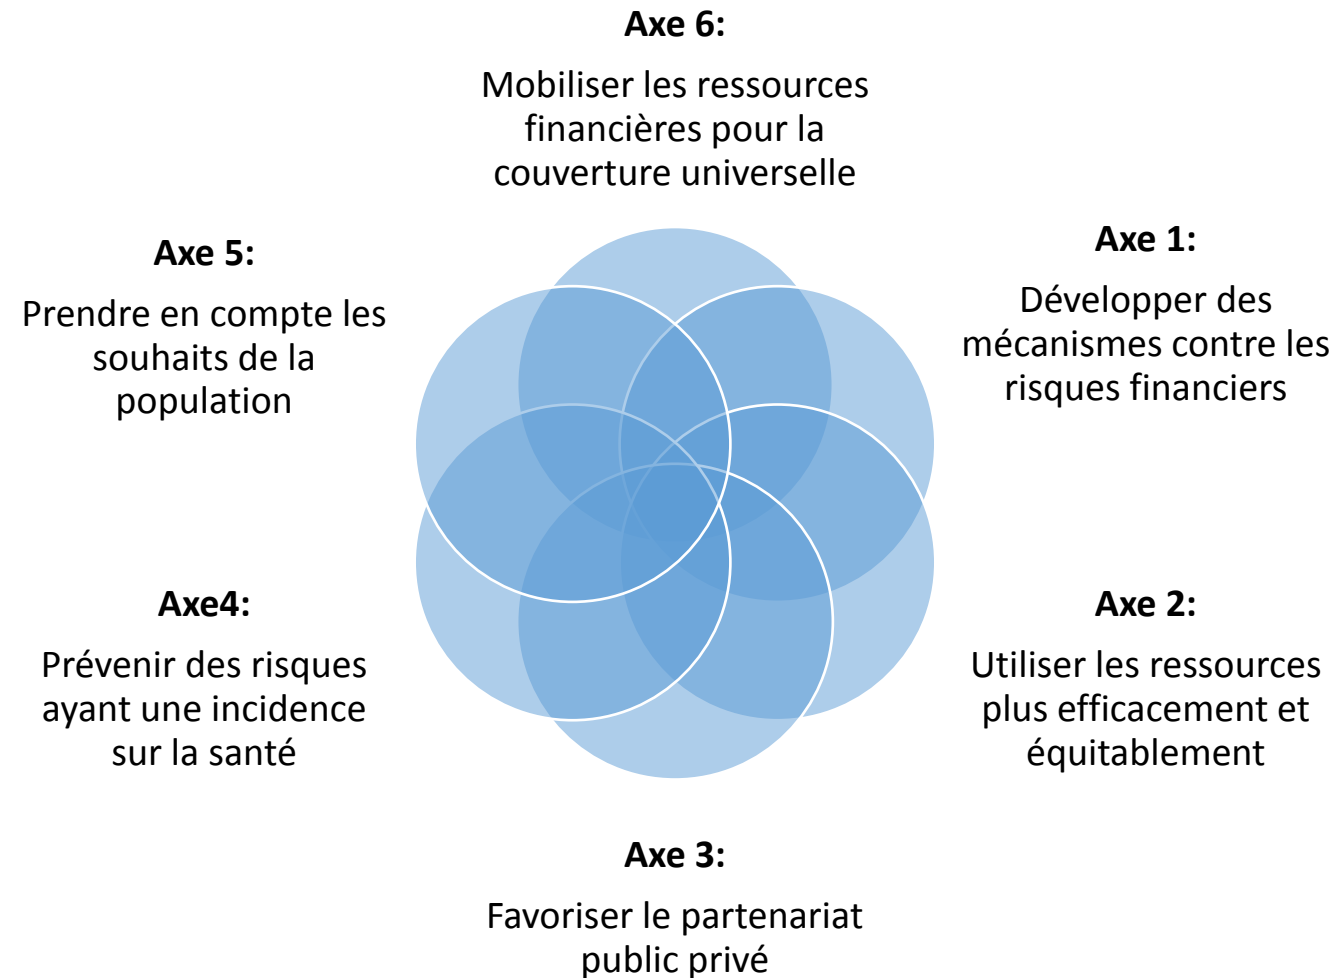 Axe 6:
Mobiliser les ressources
financières pour la
couverture universelle
Axe 1:
Développer des
mécanismes contre les
risques financiers
Axe 2:
Utiliser les ressources
plus efficacement et
équitablement
Axe 3:
Favoriser le partenariat
public privé
Axe4:
Prévenir des risques
ayant une incidence
sur la santé
Axe 5:
Prendre en compte les
souhaits de la
population